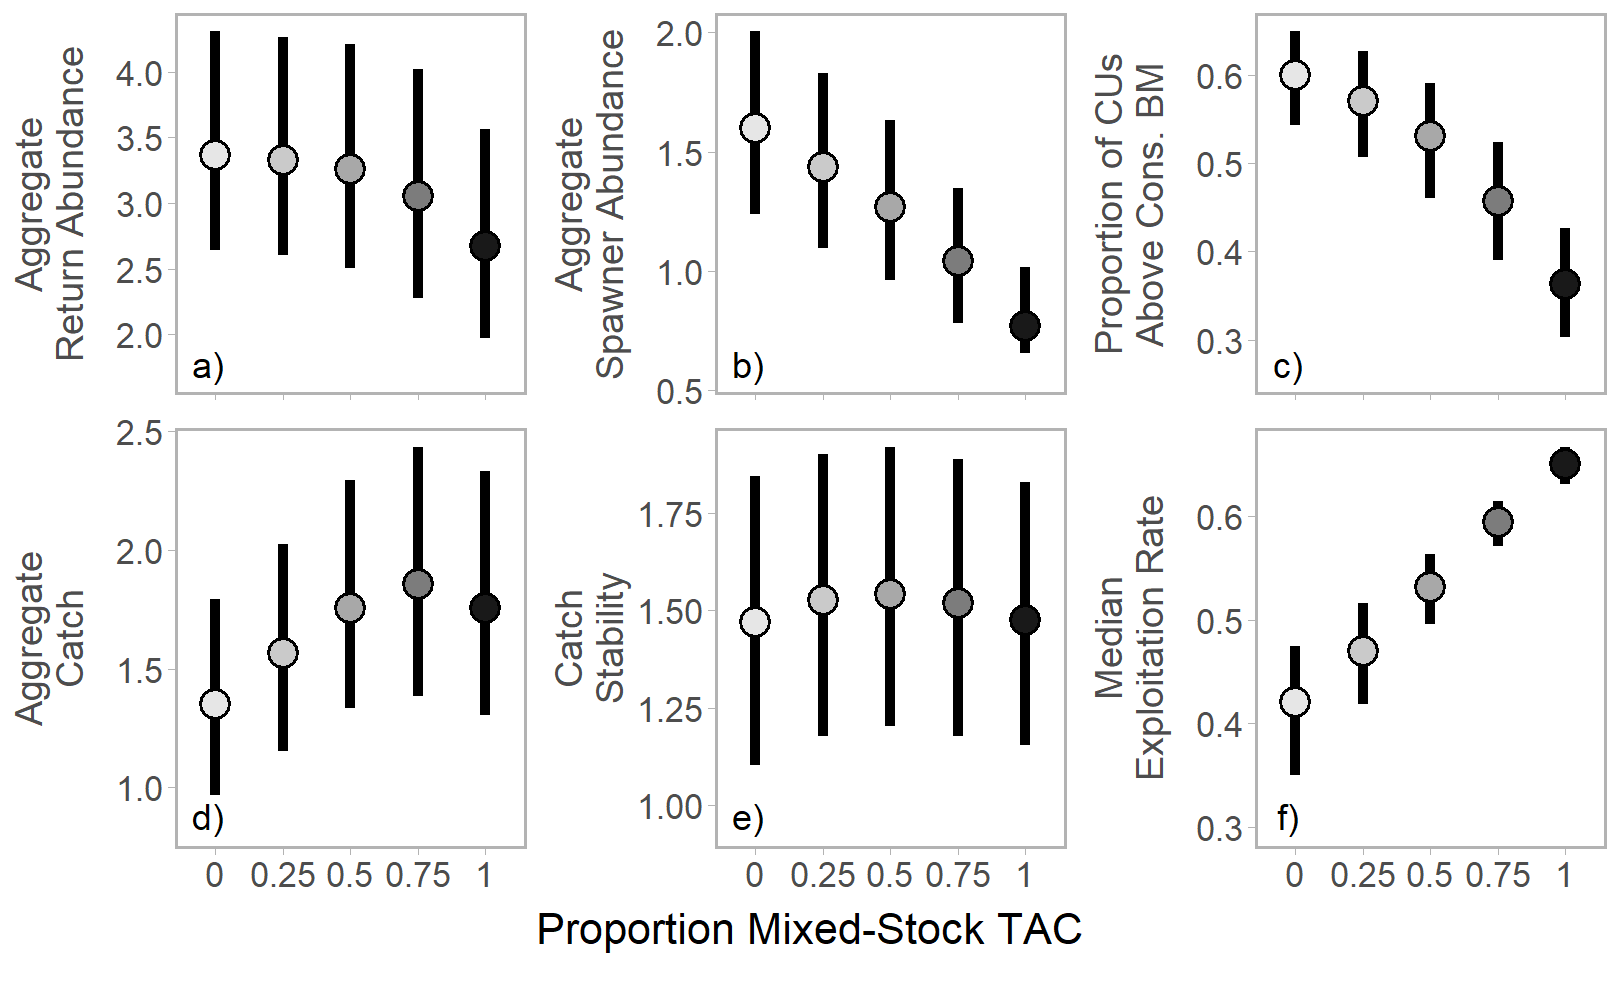 Aggregate
Return Abundance
4.0
3.5
3.0
2.5
2.0
a)
Aggregate
Spawner Abundance
2.0
1.5
1.0
0.5
b)
Proportion of CUs
Above Cons. BM
0.6
0.5
0.4
0.3
c)
Aggregate
Catch
2.5
2.0
1.5
1.0
d)
0 0.25 0.5 0.75 1
Catch
Stability
1.75
1.50
1.25
1.00
e)
0 0.25 0.5 0.75 1
Median
Exploitation Rate
0.6
0.5
0.4
0.3
f)
0 0.25 0.5 0.75 1
Proportion Mixed-Stock TAC